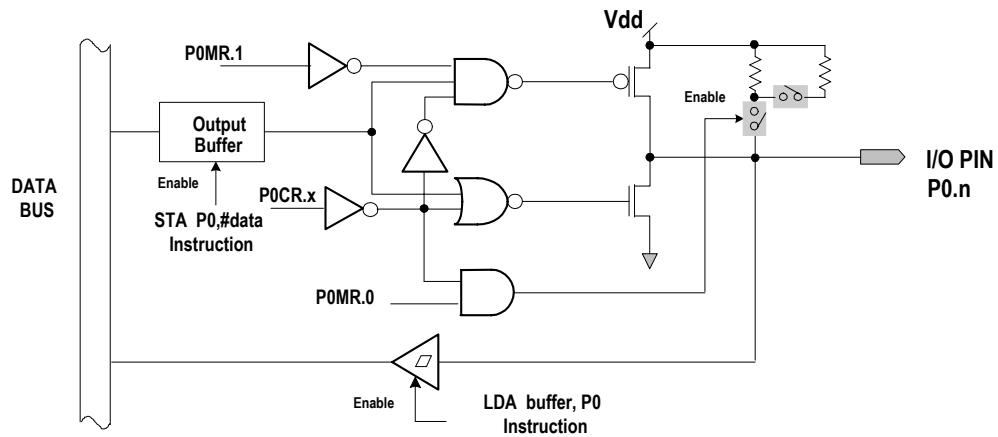 Vdd
P0MR.1
Enable
Output
Buffer
I/O PIN
P0.n
DATA
BUS
Enable
P0CR.x
STA P0,#data
Instruction
P0MR.0
Enable
LDA buffer, P0
Instruction